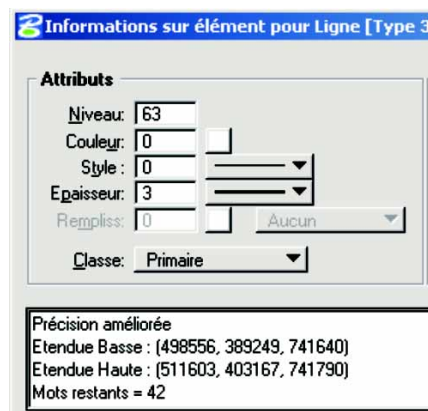 Informations sur élément pour Ligne [Type 3
Attributs
Niveau: 63
Couleur: 0
Style : 0
Epaisseur: 3
Rempliss: 0 Aucun
Classe: Primaire
Précision améliorée
Etendue Basse : (498556, 389249, 741640)
Etendue Haute : (511603, 403167, 741790)
Mots restants = 42